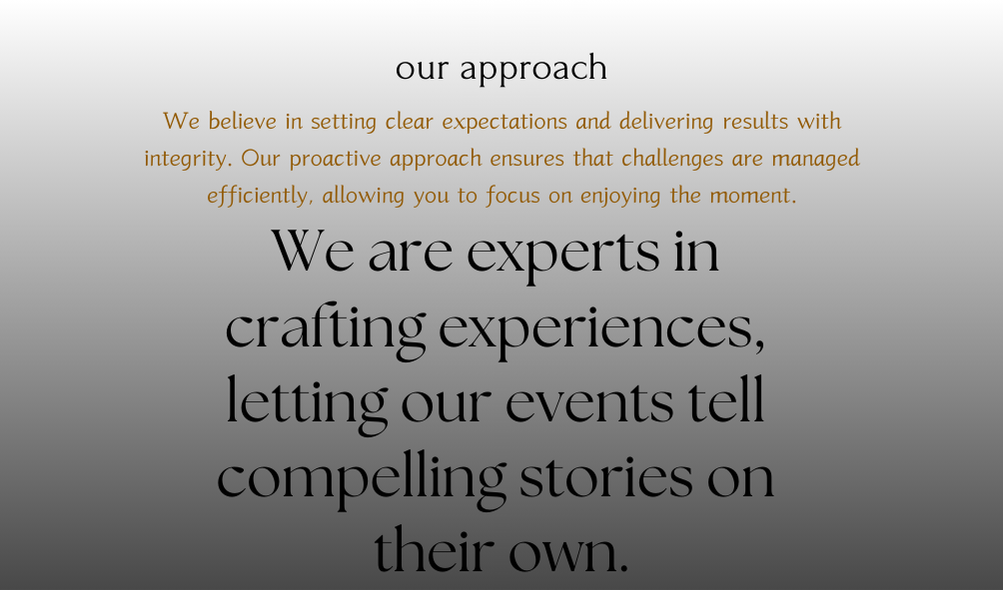 our approach
We believe in setting clear expectations and delivering results with
integrity. Our proactive approach ensures that challenges are managed
efficiently, allowing you to focus on enjoying the moment.
We are experts in
crafting experiences,
letting our events tell
compelling stories on
their own.